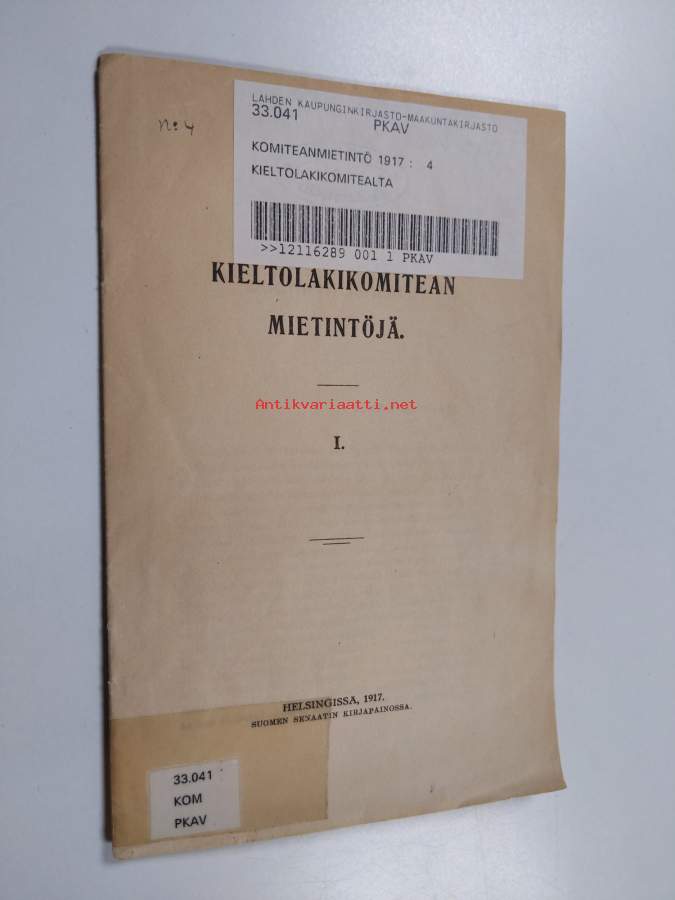 LAHDEN KAUPUNGINKIRJASTO-MAAKUNTAKIRJASTO
33.041 PKAV
N:o 4
KOMITEANMIETINTÖ 1917 : 4
KIELTOLAKIKOMITEALTA
>>12116289 001 1 PKAV
KIELTOLAKIKOMITEAN
MIETINTÖJÄ.
Antikvariaatti.net
I.
HELSINGISSÄ, 1917.
SUOMEN SENAATIN KIRJAPAINOSSA.
33.041
KOM
PKAV